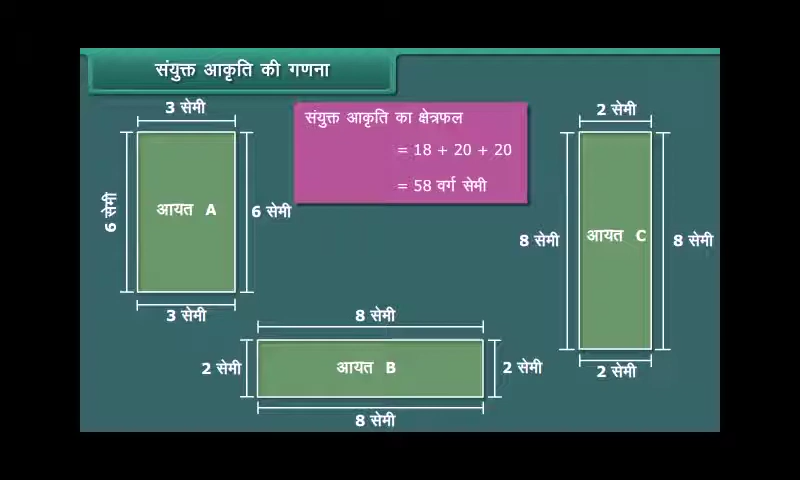 संयुक्त आकृति की गणना
3 सेमी
संयुक्त आकृति का क्षेत्रफल
= 18 + 20 + 20
= 58 वर्ग सेमी
2 सेमी
6 सेमी
आयत A
6 सेमी
8 सेमी
आयत C
8 सेमी
3 सेमी
8 सेमी
2 सेमी
आयत B
2 सेमी
2 सेमी
8 सेमी